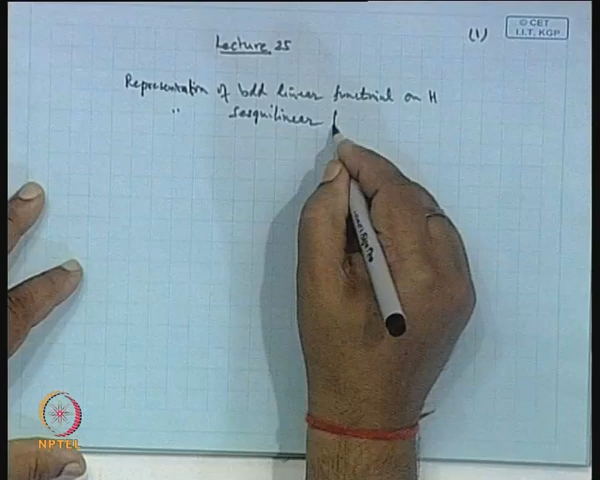 Lecture 25
(1)
© CET
I.I.T. KGP
Representation of bdd linear functional on H
" Sesquilinear f
NPTEL